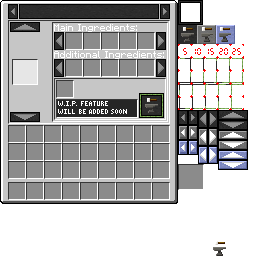 Main Ingredients:
5 10 15 20 25
Additional Ingredients:
W.I.P. FEATURE
WILL BE ADDED SOON